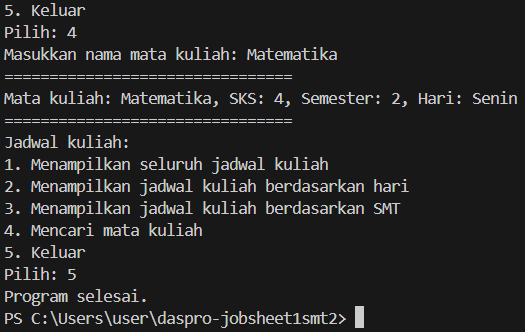 5. Keluar
Pilih: 4
Masukkan nama mata kuliah: Matematika
================================
Mata kuliah: Matematika, SKS: 4, Semester: 2, Hari: Senin
================================
Jadwal kuliah:
1. Menampilkan seluruh jadwal kuliah
2. Menampilkan jadwal kuliah berdasarkan hari
3. Menampilkan jadwal kuliah berdasarkan SMT
4. Mencari mata kuliah
5. Keluar
Pilih: 5
Program selesai.
PS C:\Users\user\daspro-jobsheet1smt2>